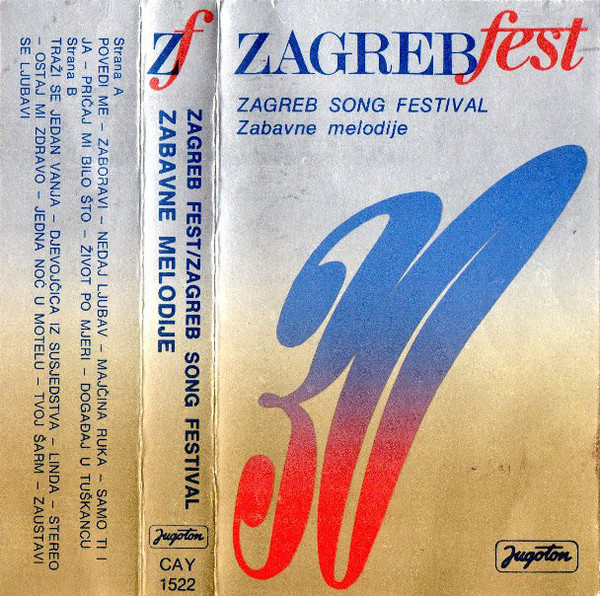 Strana A
POVEDI ME – ZABORAVI – NEDAJ LJUBAV – MAJČINA RUKA – SAMO TI I
JA – PRIČAJ MI BILO ŠTO – ŽIVOT PO MJERI – DOGAĐAJ U TUŠKANCU
Strana B
TRAŽI SE JEDAN VANJA – DJEVOJČICA IZ SUSJEDSTVA – LINDA – STEREO
– OSTAJ MI ZDRAVO – JEDNA NOĆ U MOTELU – TVOJ ŠARM – ZAUSTAVI
SE LJUBAVI
Zf
ZAGREB FEST/ZAGREB SONG FESTIVAL
ZABAVNE MELODIJE
Jugoton
CAY
1522
ZAGREBfest
ZAGREB SONG FESTIVAL
Zabavne melodije
30
Jugoton